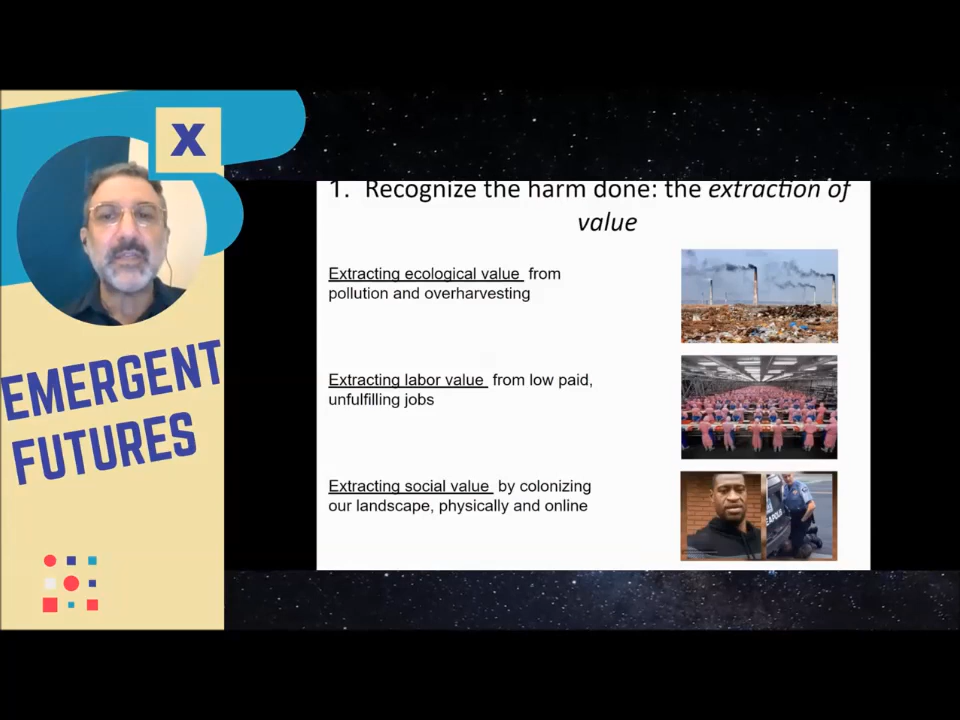 X
EMERGENT
FUTURES
1. Recognize the harm done: the extraction of
value
Extracting ecological value from
pollution and overharvesting
Extracting labor value from low paid,
unfulfilling jobs
Extracting social value by colonizing
our landscape, physically and online